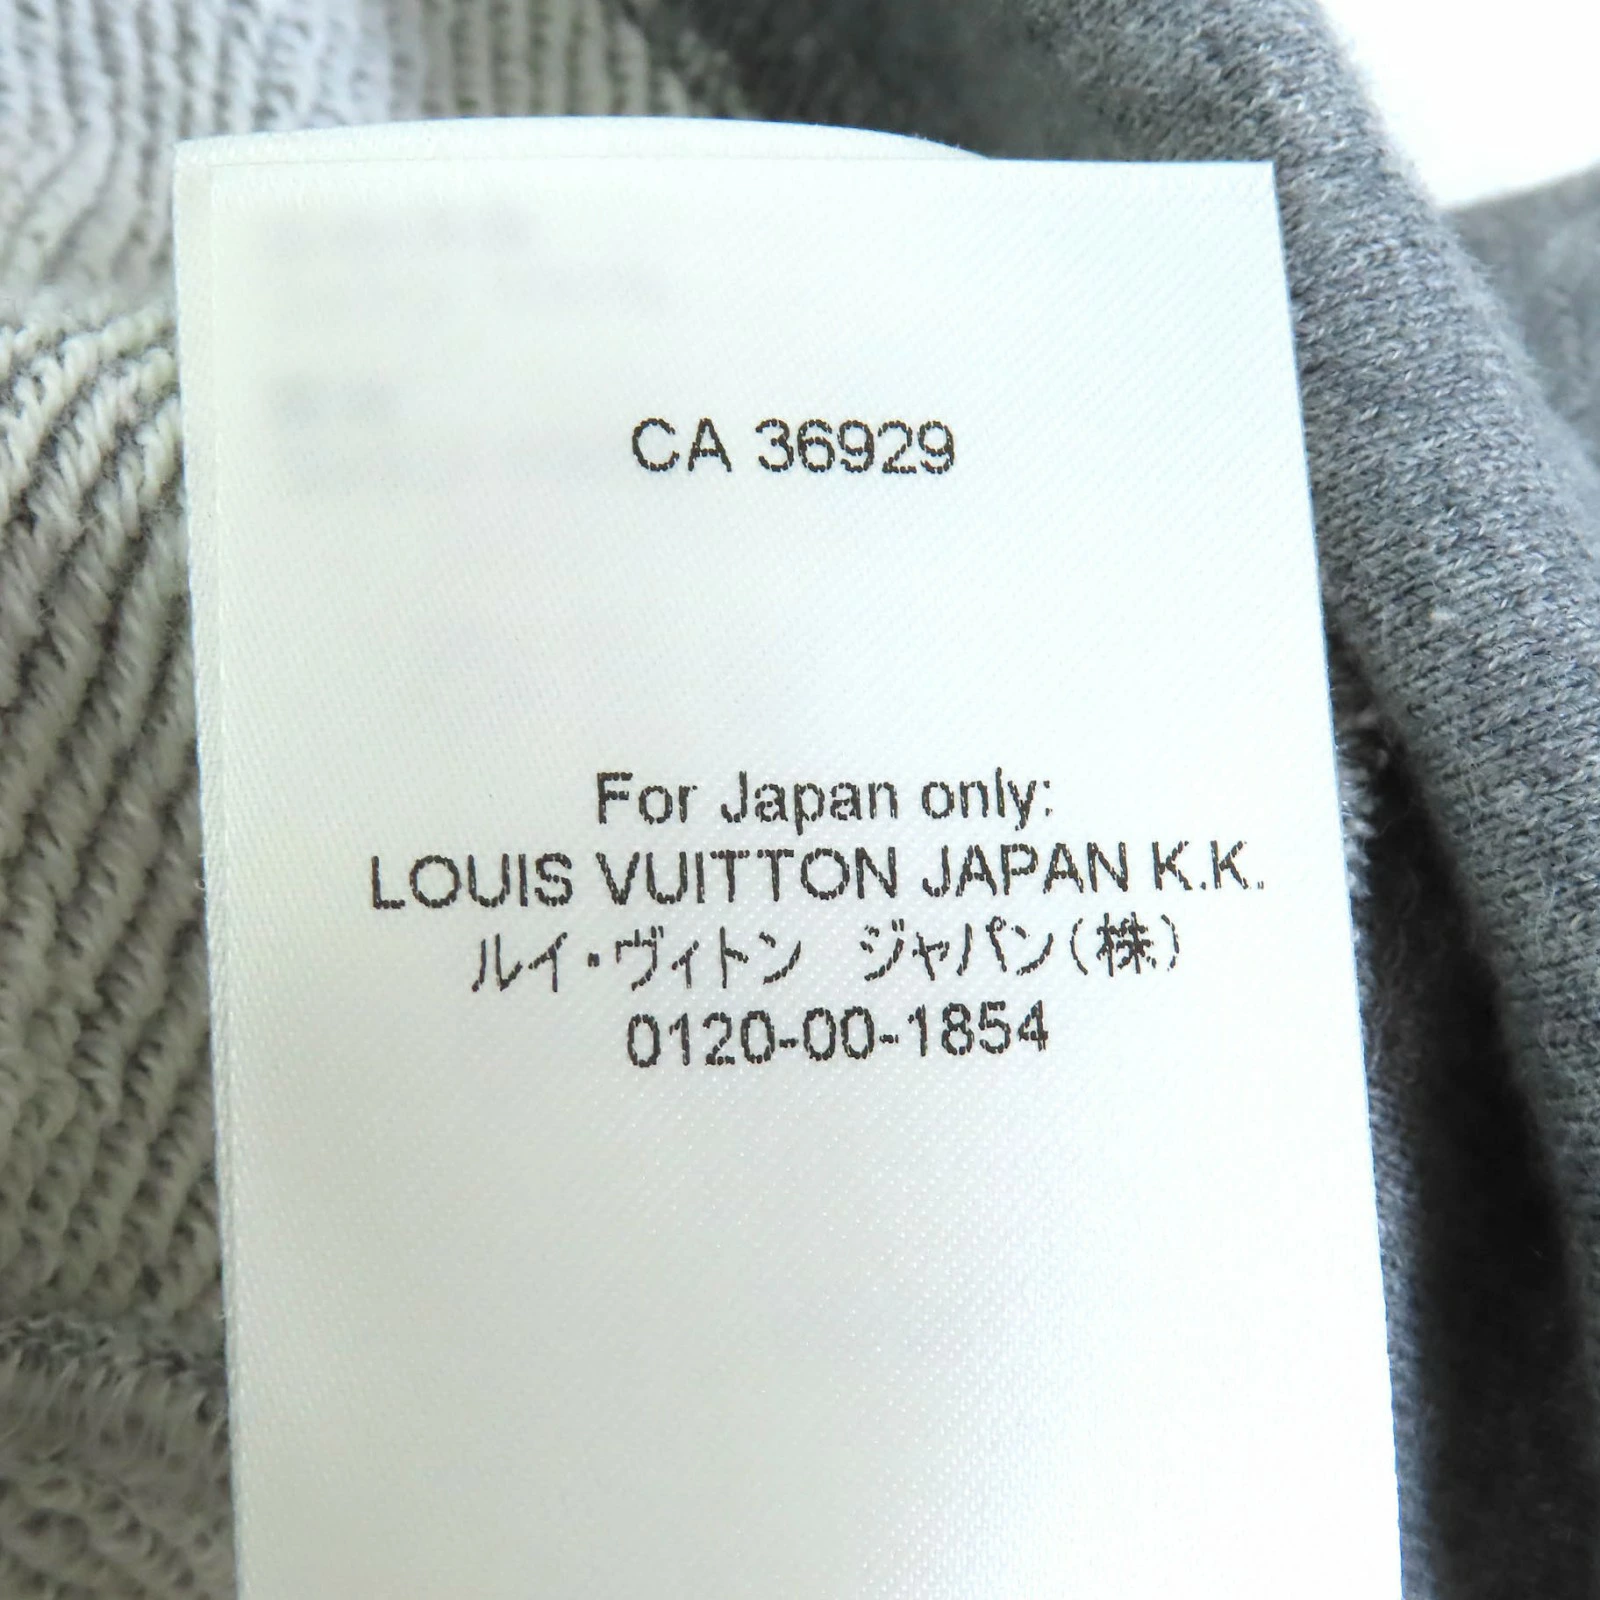 CA 36929
For Japan only:
LOUIS VUITTON JAPAN K.K.
ルイ・ヴィトン　ジャパン(株)
0120-00-1854